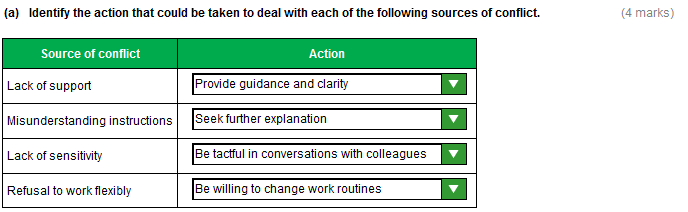 (a) Identify the action that could be taken to deal with each of the following sources of conflict. (4 marks)
Source of conflict Action
Lack of support Provide guidance and clarity
Misunderstanding instructions Seek further explanation
Lack of sensitivity Be tactful in conversations with colleagues
Refusal to work flexibly Be willing to change work routines